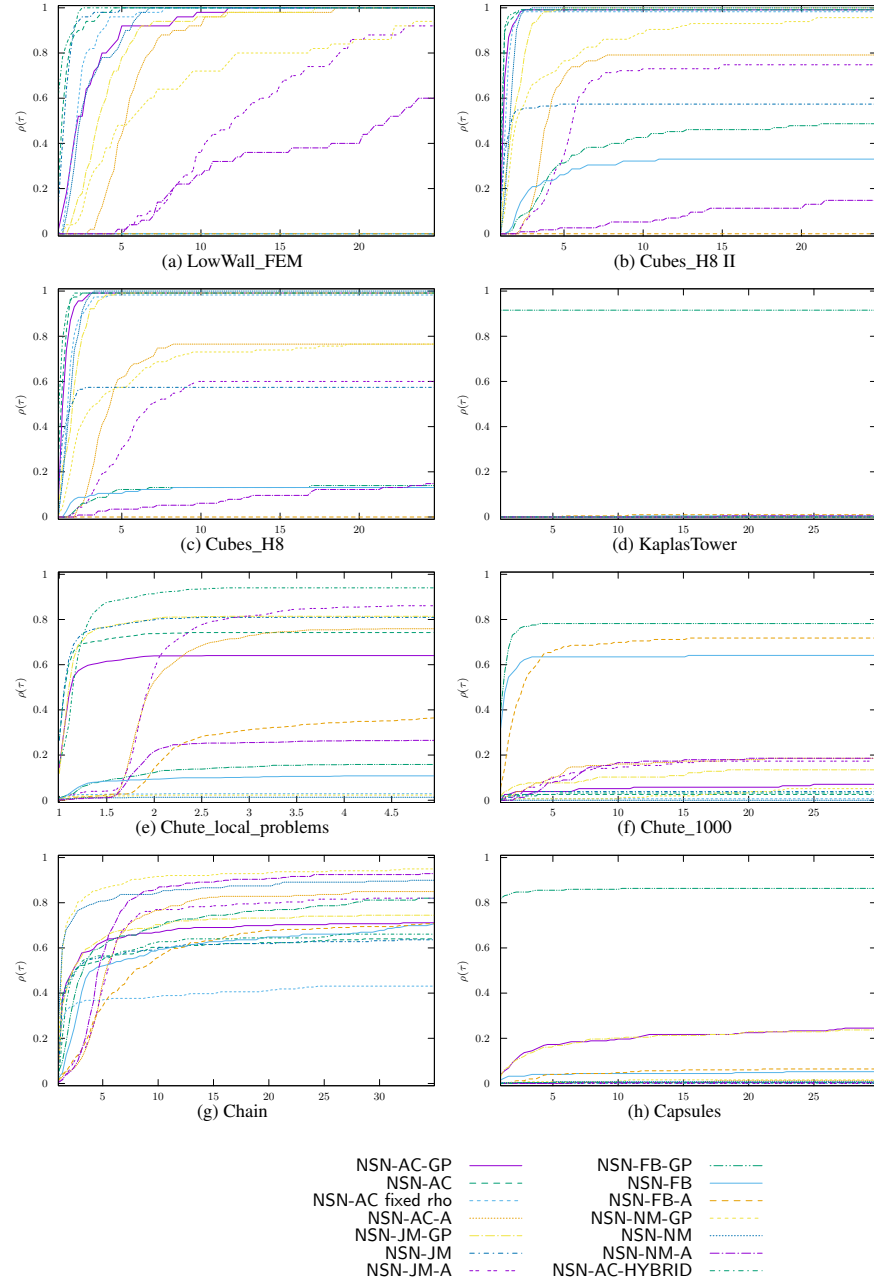 1
0.8
0.6
0.4
0.2
0
ρ(τ)
5 10 15 20
(a) LowWall_FEM
1
0.8
0.6
0.4
0.2
0
ρ(τ)
5 10 15 20
(b) Cubes_H8 II
1
0.8
0.6
0.4
0.2
0
ρ(τ)
5 10 15 20
(c) Cubes_H8
1
0.8
0.6
0.4
0.2
0
ρ(τ)
5 10 15 20 25
(d) KaplasTower
1
0.8
0.6
0.4
0.2
0
ρ(τ)
1 1.5 2.0 2.5 3 3.5 4 4.5
(e) Chute_local_problems
1
0.8
0.6
0.4
0.2
0
ρ(τ)
5 10 15 20 25
(f) Chute_1000
1
0.8
0.6
0.4
0.2
0
ρ(τ)
5 10 15 20 25 30
(g) Chain
1
0.8
0.6
0.4
0.2
0
ρ(τ)
5 10 15 20 25
(h) Capsules
NSN-AC-GP
NSN-AC
NSN-AC fixed rho
NSN-AC-A
NSN-JM-GP
NSN-JM
NSN-JM-A
NSN-FB-GP
NSN-FB
NSN-FB-A
NSN-NM-GP
NSN-NM
NSN-NM-A
NSN-AC-HYBRID